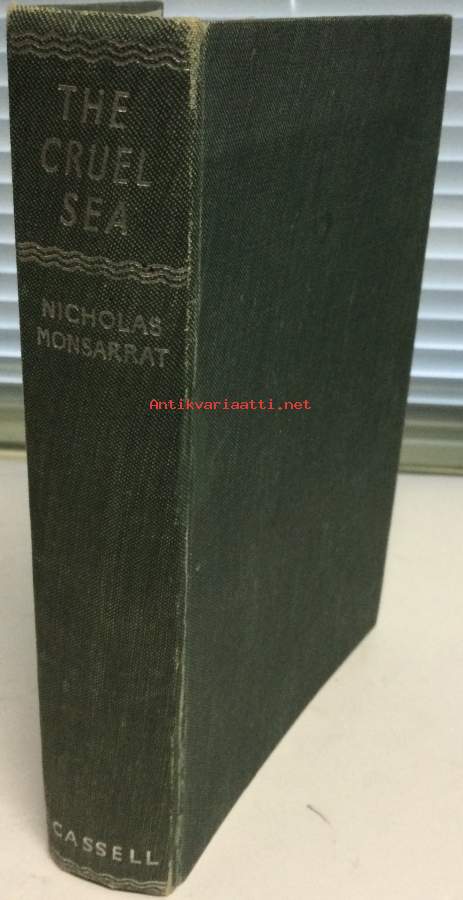 THE
CRUEL
SEA
NICHOLAS
MONSARRAT
Antikvariaatti.net
CASSELL